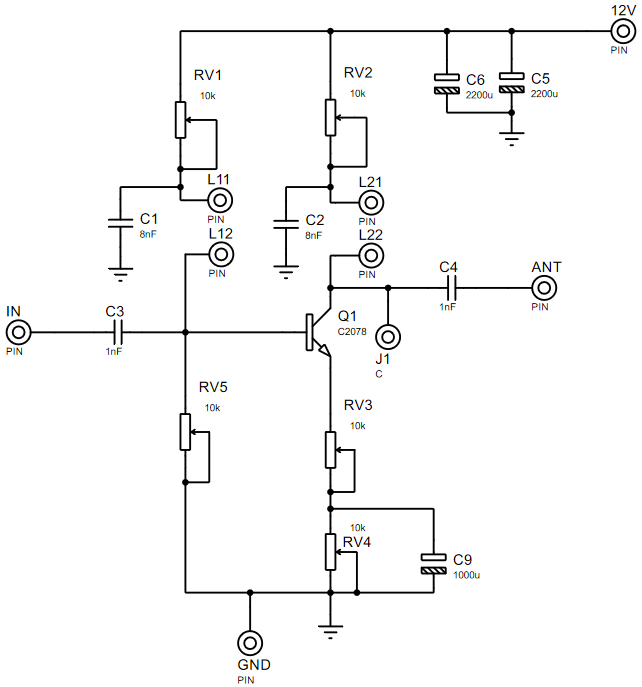 12V
PIN
RV1
10k
RV2
10k
C6
2200u
C5
2200u
L11
PIN
L21
PIN
C1
8nF
C2
8nF
L12
PIN
L22
PIN
C4
1nF
ANT
PIN
IN
PIN
C3
1nF
Q1
C2078
J1
C
RV5
10k
RV3
10k
10k
RV4
C9
1000u
GND
PIN